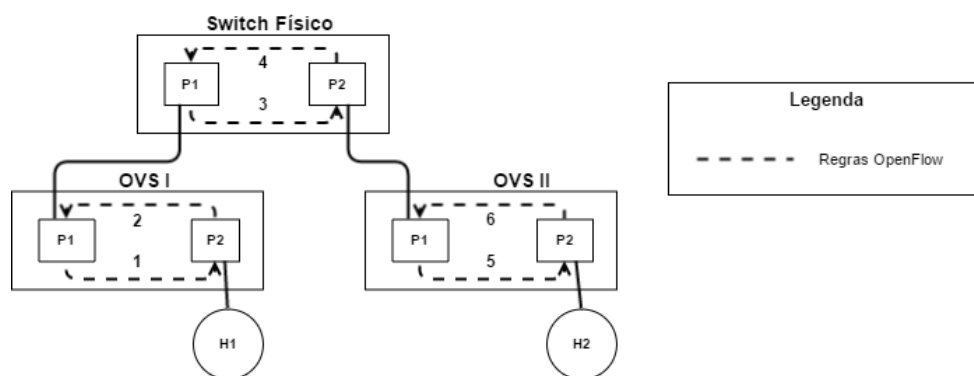 Switch Físico
4
P1
P2
3
Legenda
Regras OpenFlow
OVS I
2
P1
P2
1
H1
OVS II
6
P1
P2
5
H2